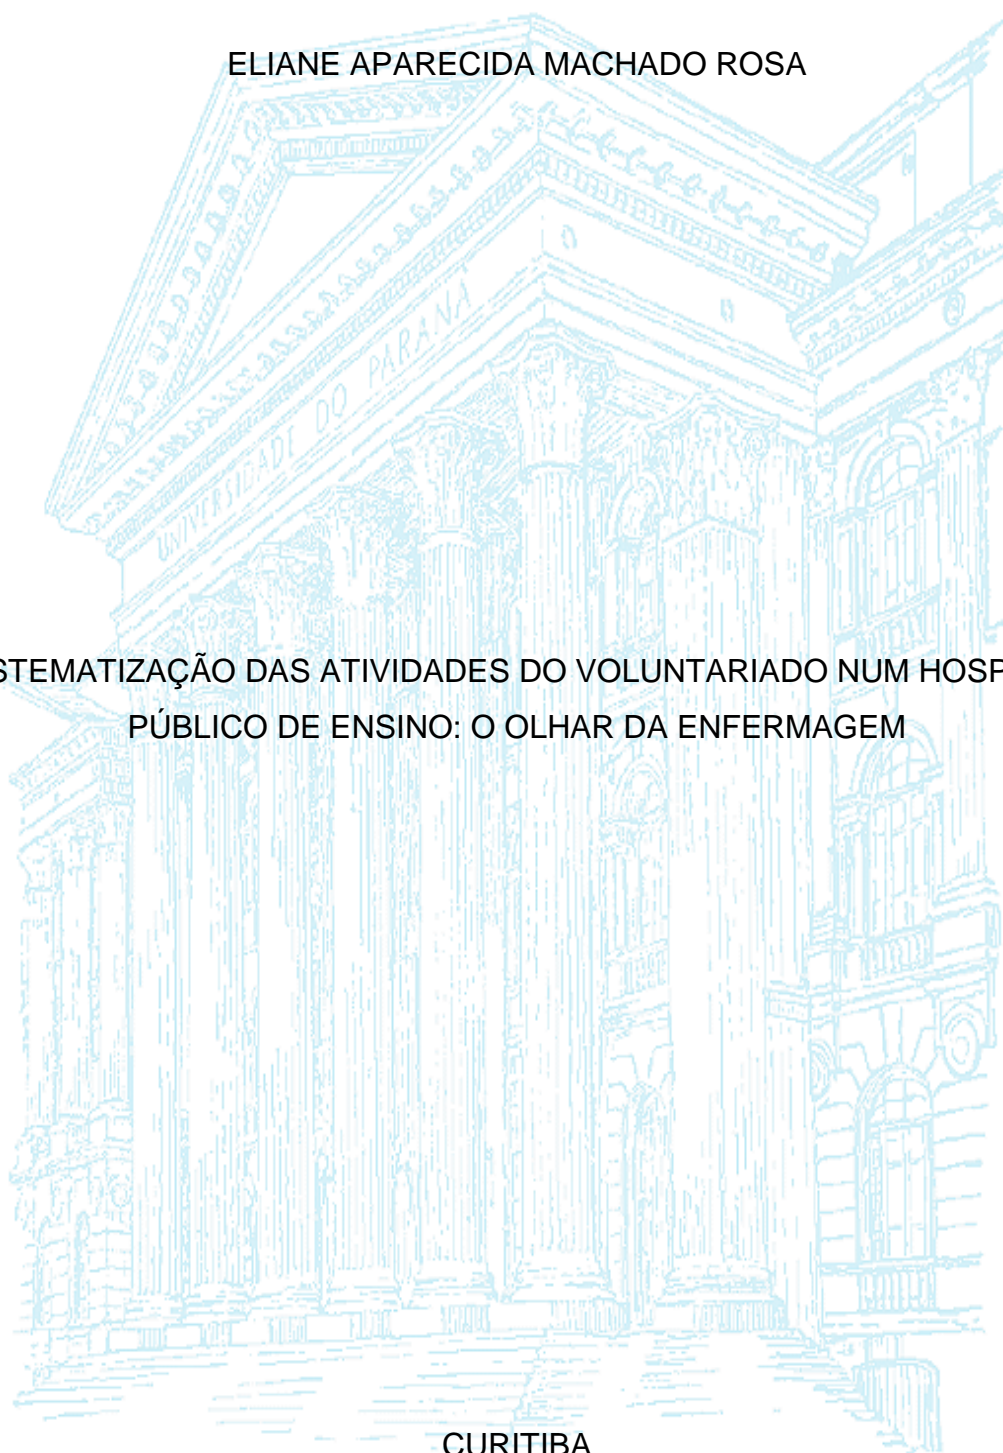 ELIANE APARECIDA MACHADO ROSA
UNIVERSIDADE DO PARANÁ
STEMATIZAÇÃO DAS ATIVIDADES DO VOLUNTARIADO NUM HOSP
PÚBLICO DE ENSINO: O OLHAR DA ENFERMAGEM
CURITIBA